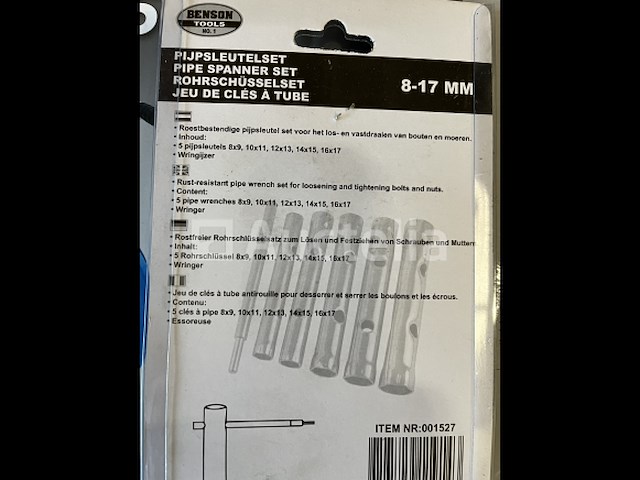 BENSON
TOOLS
NO. 1
PIJPSLEUTELSET
PIPE SPANNER SET
ROHRSCHÜSSELSET
JEU DE CLÉS À TUBE
8-17 MM
• Roestbestendige pijpsleutel set voor het los- en vastdraaien van bouten en moeren.
• Inhoud:
• 5 pijpsleutels 8x9, 10x11, 12x13, 14x15, 16x17
• Wringijzer
• Rust-resistant pipe wrench set for loosening and tightening bolts and nuts.
• Content:
• 5 pipe wrenches 8x9, 10x11, 12x13, 14x15, 16x17
• Wringer
• Rostfreier Rohrschlüsselsatz zum Lösen und Festziehen von Schrauben und Muttern
• Inhalt:
• 5 Rohrschlüssel 8x9, 10x11, 12x13, 14x15, 16x17
• Wringer
• Jeu de clés à tube antirouille pour desserrer et serrer les boulons et les écrous.
• Contenu:
• 5 clés à pipe 8x9, 10x11, 12x13, 14x15, 16x17
• Essoreuse
ITEM NR:001527